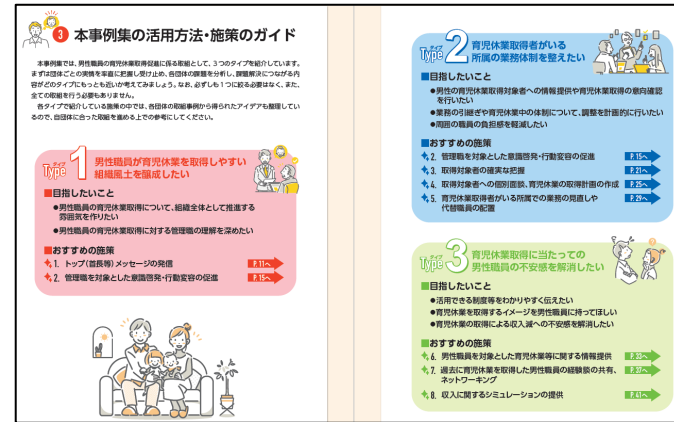 3 本事例集の活用方法・施策のガイド
本事例集では、男性職員の育児休業取得促進に係る取組として、3つのタイプを紹介しています。
まずは団体ごとの実情を率直に把握し受け止め、各団体の課題を分析し、課題解決につながる内
容がどのタイプにもっとも近いか考えてみましょう。なお、必ずしも1つに絞る必要はなく、また、
全ての取組を行う必要もありません。
各タイプで紹介している施策の中では、各団体の取組事例から得られたアイデアも整理してい
るので、自団体に合った取組を進める上での参考にしてください。
タイプ
Type 1 男性職員が育児休業を取得しやすい
組織風土を醸成したい
■目指したいこと
●男性職員の育児休業取得について、組織全体として推進する
雰囲気を作りたい
●男性職員の育児休業取得に対する管理職の理解を深めたい
■おすすめの施策
1. トップ(首長等)メッセージの発信 P.11へ
2. 管理職を対象とした意識啓発・行動変容の促進 P.15へ
タイプ
Type 2 育児休業取得者がいる
所属の業務体制を整えたい
■目指したいこと
●男性の育児休業取得対象者への情報提供や育児休業取得の意向確認
を行いたい
●業務の引継ぎや育児休業中の体制について、調整を計画的に行いたい
●周囲の職員の負担感を軽減したい
■おすすめの施策
2. 管理職を対象とした意識啓発・行動変容の促進 P.15へ
3. 取得対象者の確実な把握 P.21へ
4. 取得対象者への個別面談、育児休業の取得計画の作成 P.25へ
5. 育児休業取得者がいる所属での業務の見直しや P.29へ
代替職員の配置
タイプ
Type 3 育児休業取得に当たっての
男性職員の不安感を解消したい
■目指したいこと
●活用できる制度等をわかりやすく伝えたい
●育児休業を取得するイメージを男性職員に持ってほしい
●育児休業の取得による収入減への不安感を解消したい
■おすすめの施策
6. 男性職員を対象とした育児休業等に関する情報提供 P.33へ
7. 過去に育児休業を取得した男性職員の経験談の共有、 P.37へ
ネットワーキング
8. 収入に関するシミュレーションの提供 P.41へ